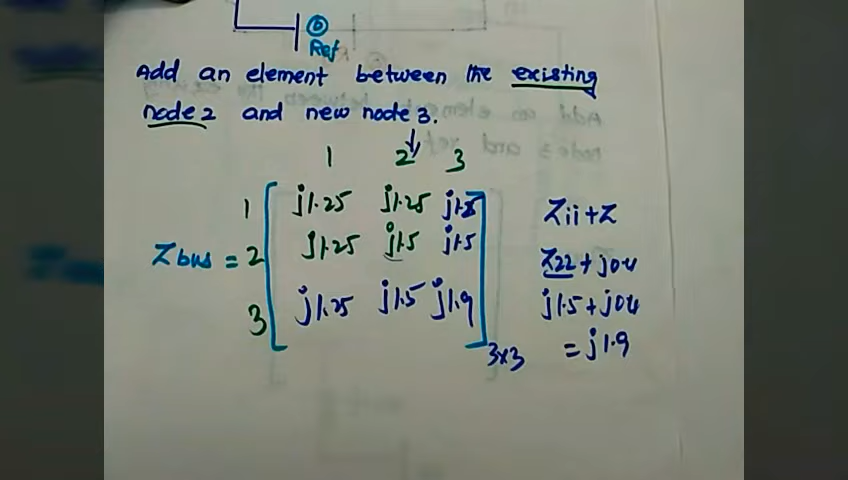 0
Ref
Add an element between the existing
node2 and new node 3.
1 2 3
1 j1.25 j1.25 j1.25
Zbus = 2 j1.25 j1.5 j1.5
3 j1.25 j1.5 j1.9
3x3
Zii+Z
Z22+j0.4
j1.5+j0.4
=j1.9